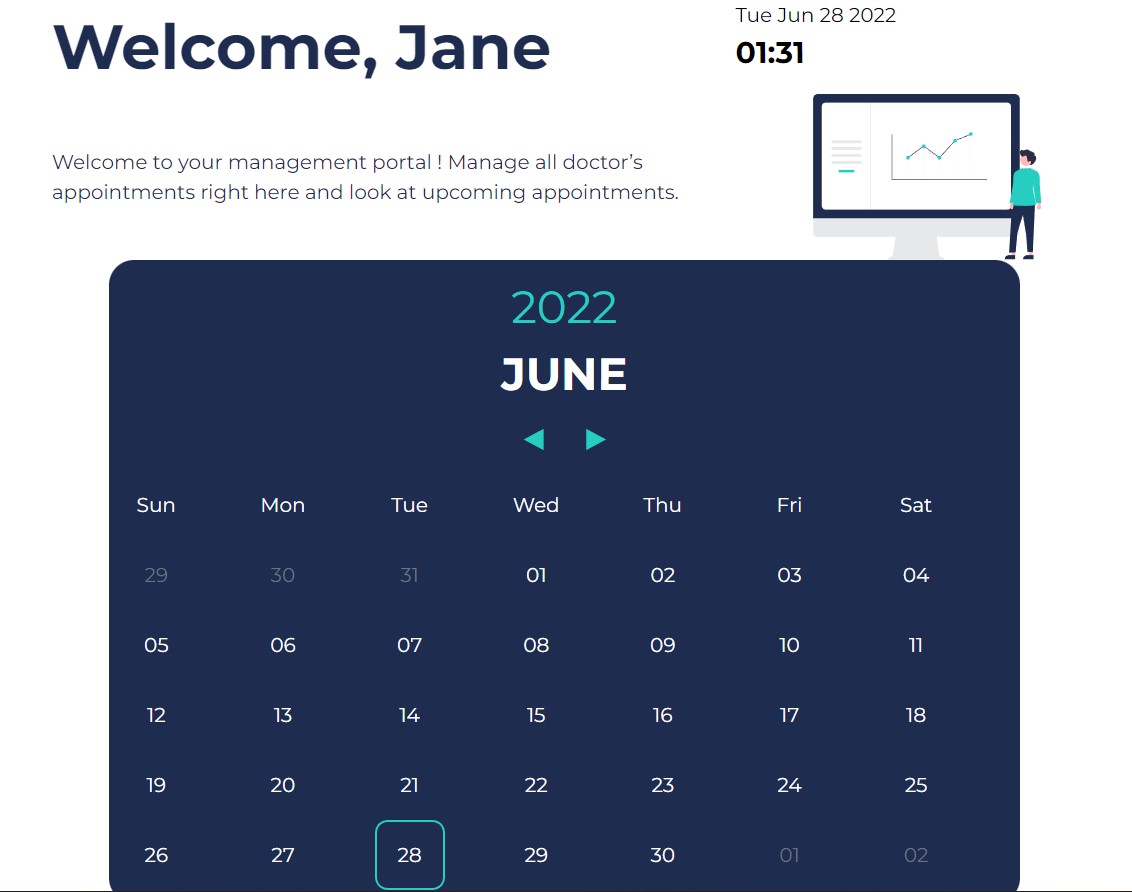 Welcome, Jane
Tue Jun 28 2022
01:31
Welcome to your management portal ! Manage all doctor’s
appointments right here and look at upcoming appointments.
2022
JUNE
Sun Mon Tue Wed Thu Fri Sat
29 30 31 01 02 03 04
05 06 07 08 09 10 11
12 13 14 15 16 17 18
19 20 21 22 23 24 25
26 27 28 29 30 01 02